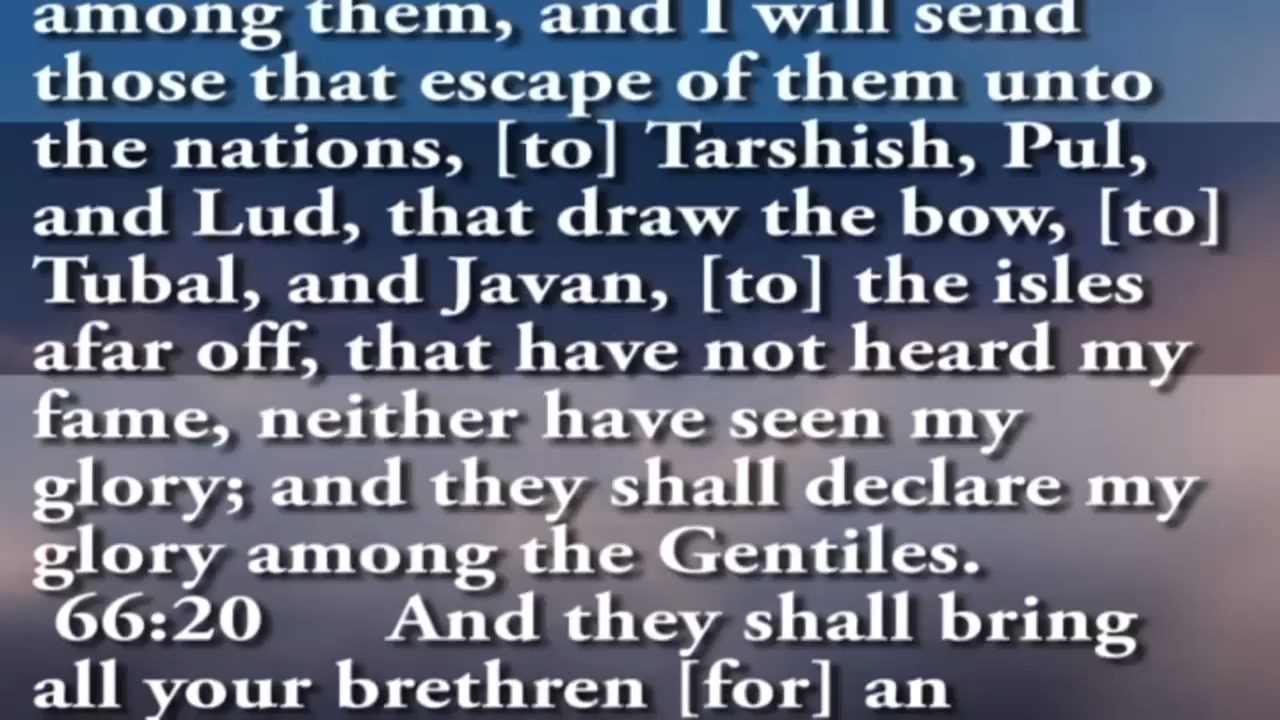 among them, and I will send
those that escape of them unto
the nations, [to] Tarshish, Pul,
and Lud, that draw the bow, [to]
Tubal, and Javan, [to] the isles
afar off, that have not heard my
fame, neither have seen my
glory; and they shall declare my
glory among the Gentiles.
66:20 And they shall bring
all your brethren [for] an